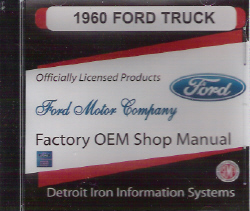 1960 FORD TRUCK
Officially Licensed Products
Ford
Ford Motor Company
Factory OEM Shop Manual
Detroit Iron Information Systems